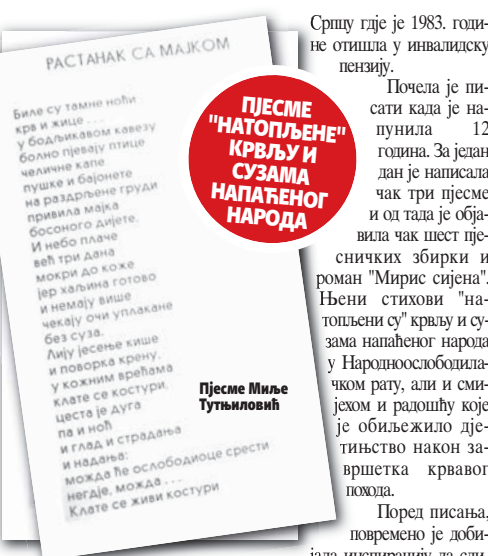 РАСТАНАК СА МАЈКОМ
Биле су тамне ноћи
крв и жице . . .
у бодљикавом кавезу
болно пјевају птице
челичне капе
пушке и бајонете
на раздрљене груди
привила мајка
босоного дијете.
И небо плаче
већ три дана
мокри до коже
јер хаљина готово
и немају више
чекају очи уплакане
без суза.
Лију јесење кише
и поворка крену.
у кожним врећама
клате се костури,
цеста је дуга
па и ноћ
и глад и страдања
и надања:
можда ће ослободиоце срести
негдје, можда . . .
Клате се живи костури
ПЈЕСМЕ
"НАТОПЉЕНЕ"
КРВЉУ И
СУЗАМА
НАПАЋЕНОГ
НАРОДА
Пјесме Миље
Тутњиловић
Српцу гдје је 1983. годи-
не отишла у инвалидску
пензију.
Почела је пи-
сати када је на-
пунила 12
година. За један
дан је написала
чак три пјесме
и од тада је обја-
вила чак шест пје-
сничких збирки и
роман "Мирис сијена".
Њени стихови "на-
топљени су" крвљу и су-
зама напаћеног народа
у Народноослободила-
чком рату, али и сми-
јехом и радошћу које
је обиљежило дје-
тињство након за-
вршетка крвавог
похода.
Поред писања,
повремено је доби-
јала инспирацију да сли-